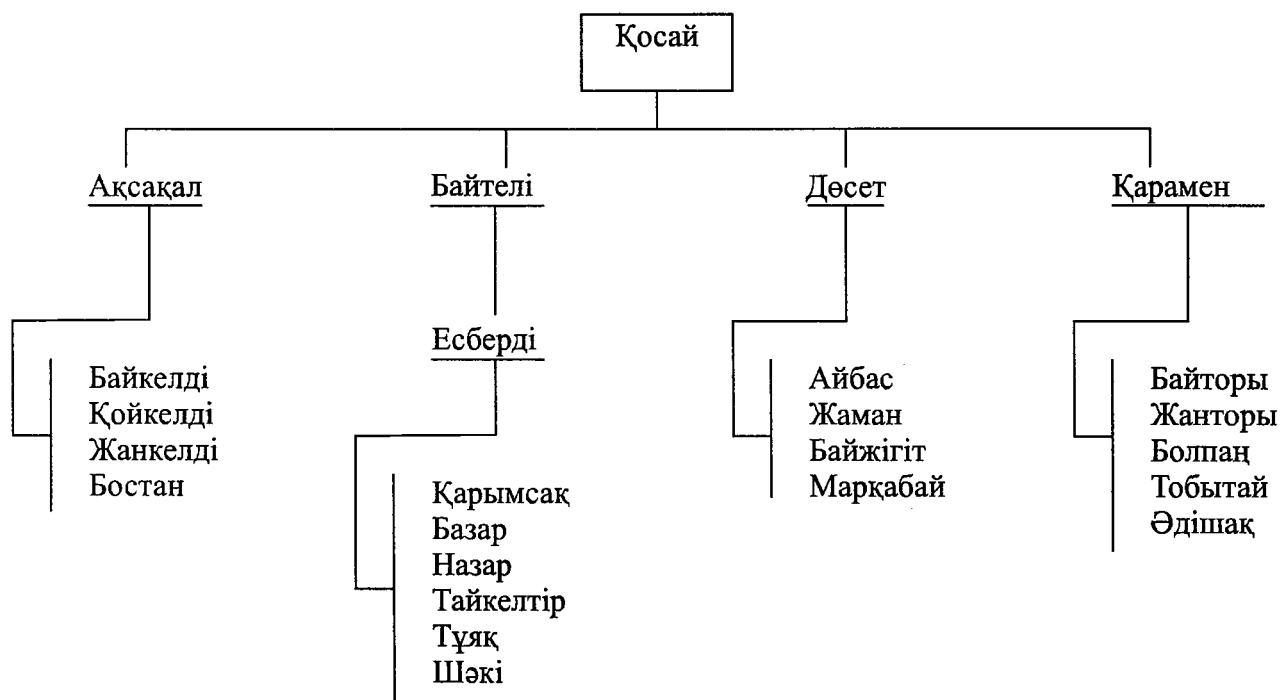 Қосай
Ақсақал
Байтелі
Дөсет
Қарамен
Есберді
Байкелді
Қойкелді
Жанкелді
Бостан
Қарымсақ
Базар
Назар
Тайкелтір
Тұяқ
Шәкі
Айбас
Жаман
Байжігіт
Марқабай
Байторы
Жанторы
Болпаң
Тобытай
Әдішақ